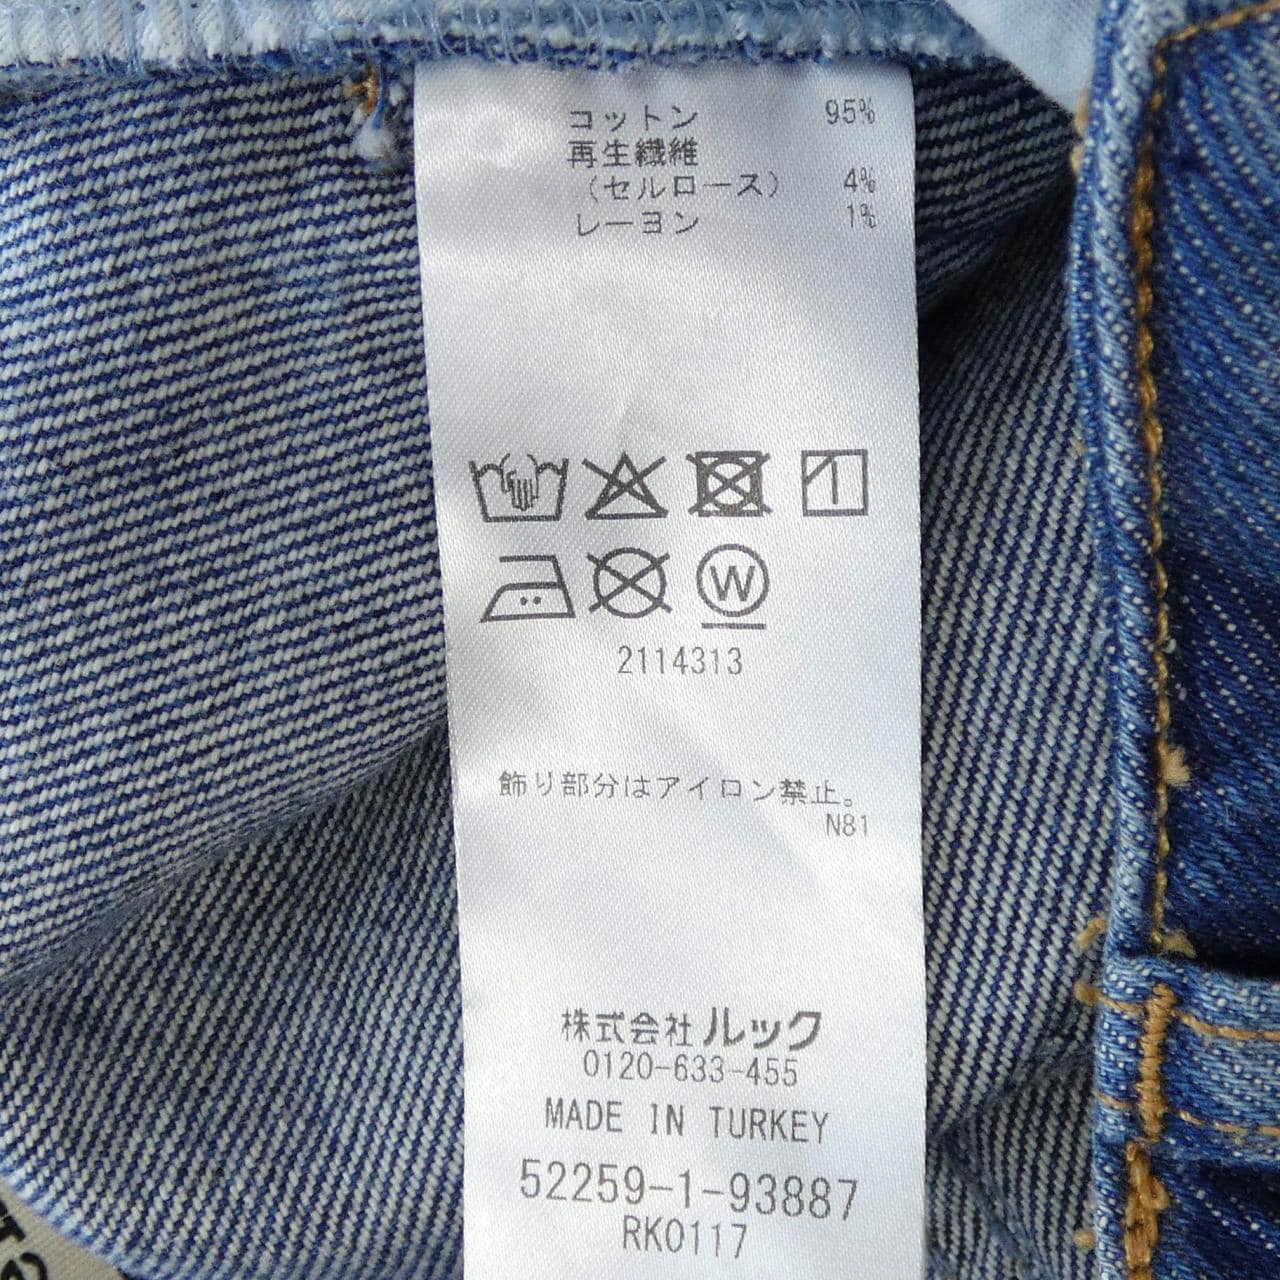 コットン 95%
再生繊維
（セルロース） 4%
レーヨン 1%
W
2114313
飾り部分はアイロン禁止。
N81
株式会社ルック
0120-633-455
MADE IN TURKEY
52259-1-93887
RK0117